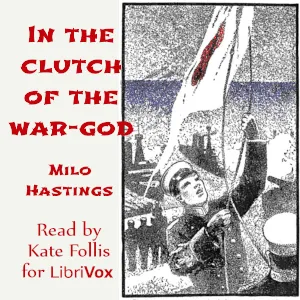 In the
clutch
of the
war-god
Milo
Hastings
Read by
Kate Follis
for LibriVox